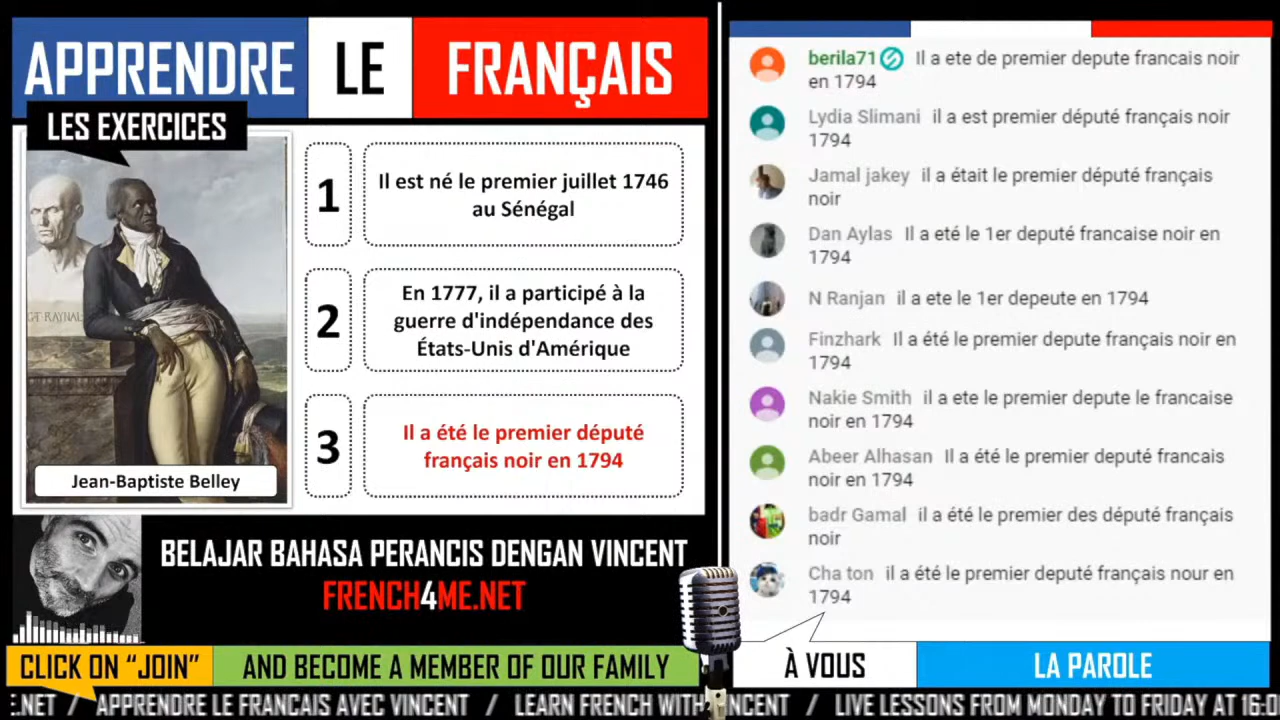 APPRENDRE LE FRANÇAIS
LES EXERCICES
GT RAYNAL
Jean-Baptiste Belley
1
Il est né le premier juillet 1746
au Sénégal
2
En 1777, il a participé à la
guerre d'indépendance des
États-Unis d'Amérique
3
Il a été le premier député
français noir en 1794
BELAJAR BAHASA PERANCIS DENGAN VINCENT
FRENCH4ME.NET
CLICK ON “JOIN” AND BECOME A MEMBER OF OUR FAMILY
berila71 Il a ete de premier depute francais noir
en 1794
Lydia Slimani il a est premier député français noir
1794
Jamal jakey il a était le premier député français
noir
Dan Aylas Il a eté le 1er deputé francaise noir en
1794
N Ranjan il a ete le 1er depeute en 1794
Finzhark Il a été le premier depute français noir en
1794
Nakie Smith il a ete le premier depute le francaise
noir en 1794
Abeer Alhasan Il a été le premier deputé francais
noir en 1794
badr Gamal il a été le premier des député français
noir
Cha ton il a été le premier deputé français nour en
1794
À VOUS LA PAROLE
.NET / APPRENDRE LE FRANCAIS AVEC VINCENT / LEARN FRENCH WITH INCENT / LIVE LESSONS FROM MONDAY TO FRIDAY AT 16:0